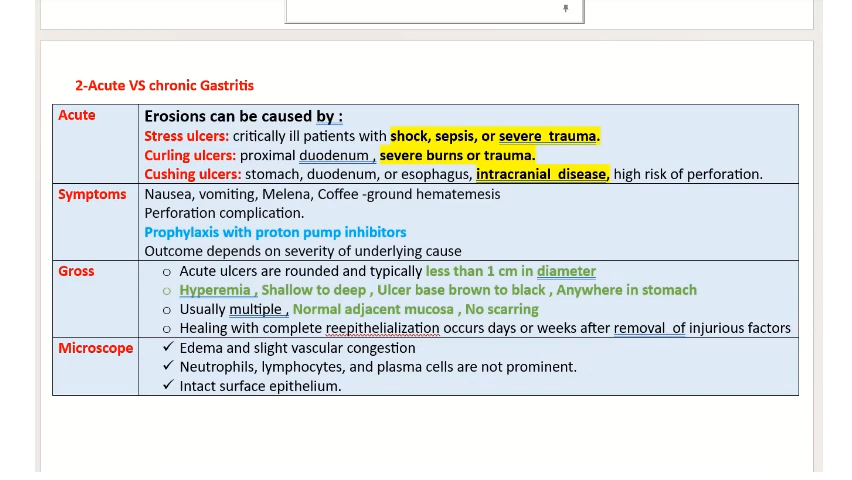 2-Acute VS chronic Gastritis
Acute
Erosions can be caused by :
Stress ulcers: critically ill patients with shock, sepsis, or severe trauma.
Curling ulcers: proximal duodenum , severe burns or trauma.
Cushing ulcers: stomach, duodenum, or esophagus, intracranial disease, high risk of perforation.
Symptoms
Nausea, vomiting, Melena, Coffee -ground hematemesis
Perforation complication.
Prophylaxis with proton pump inhibitors
Outcome depends on severity of underlying cause
Gross
o Acute ulcers are rounded and typically less than 1 cm in diameter
o Hyperemia , Shallow to deep , Ulcer base brown to black , Anywhere in stomach
o Usually multiple , Normal adjacent mucosa , No scarring
o Healing with complete reepithelialization occurs days or weeks after removal of injurious factors
Microscope
✓ Edema and slight vascular congestion
✓ Neutrophils, lymphocytes, and plasma cells are not prominent.
✓ Intact surface epithelium.